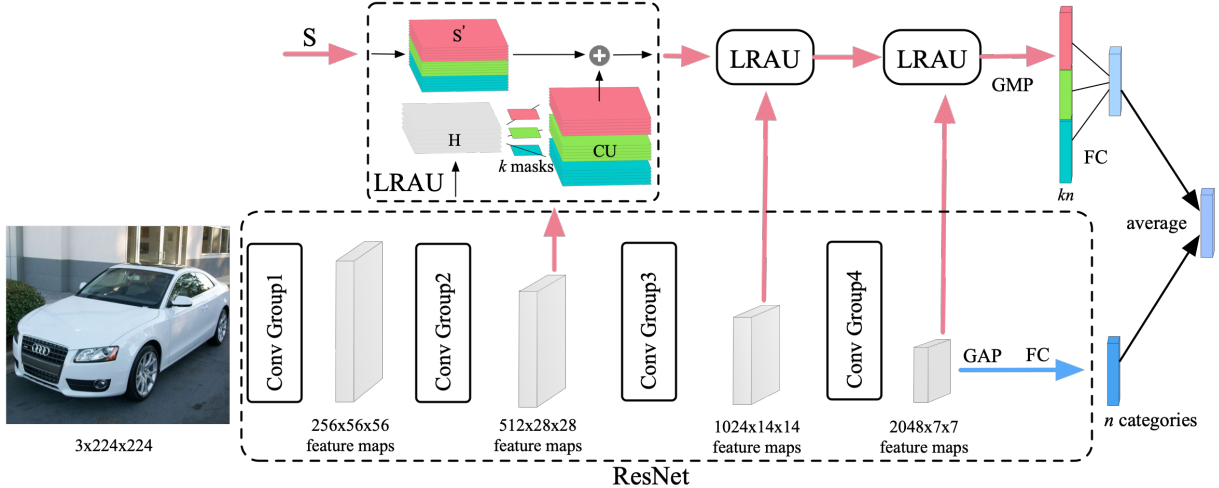 S
S'
H
k masks
CU
LRAU
LRAU
LRAU
GMP
FC
kn
average
Conv Group1
Conv Group2
Conv Group3
Conv Group4
GAP
FC
256x56x56
feature maps
512x28x28
feature maps
1024x14x14
feature maps
2048x7x7
feature maps
n categories
3x224x224
ResNet